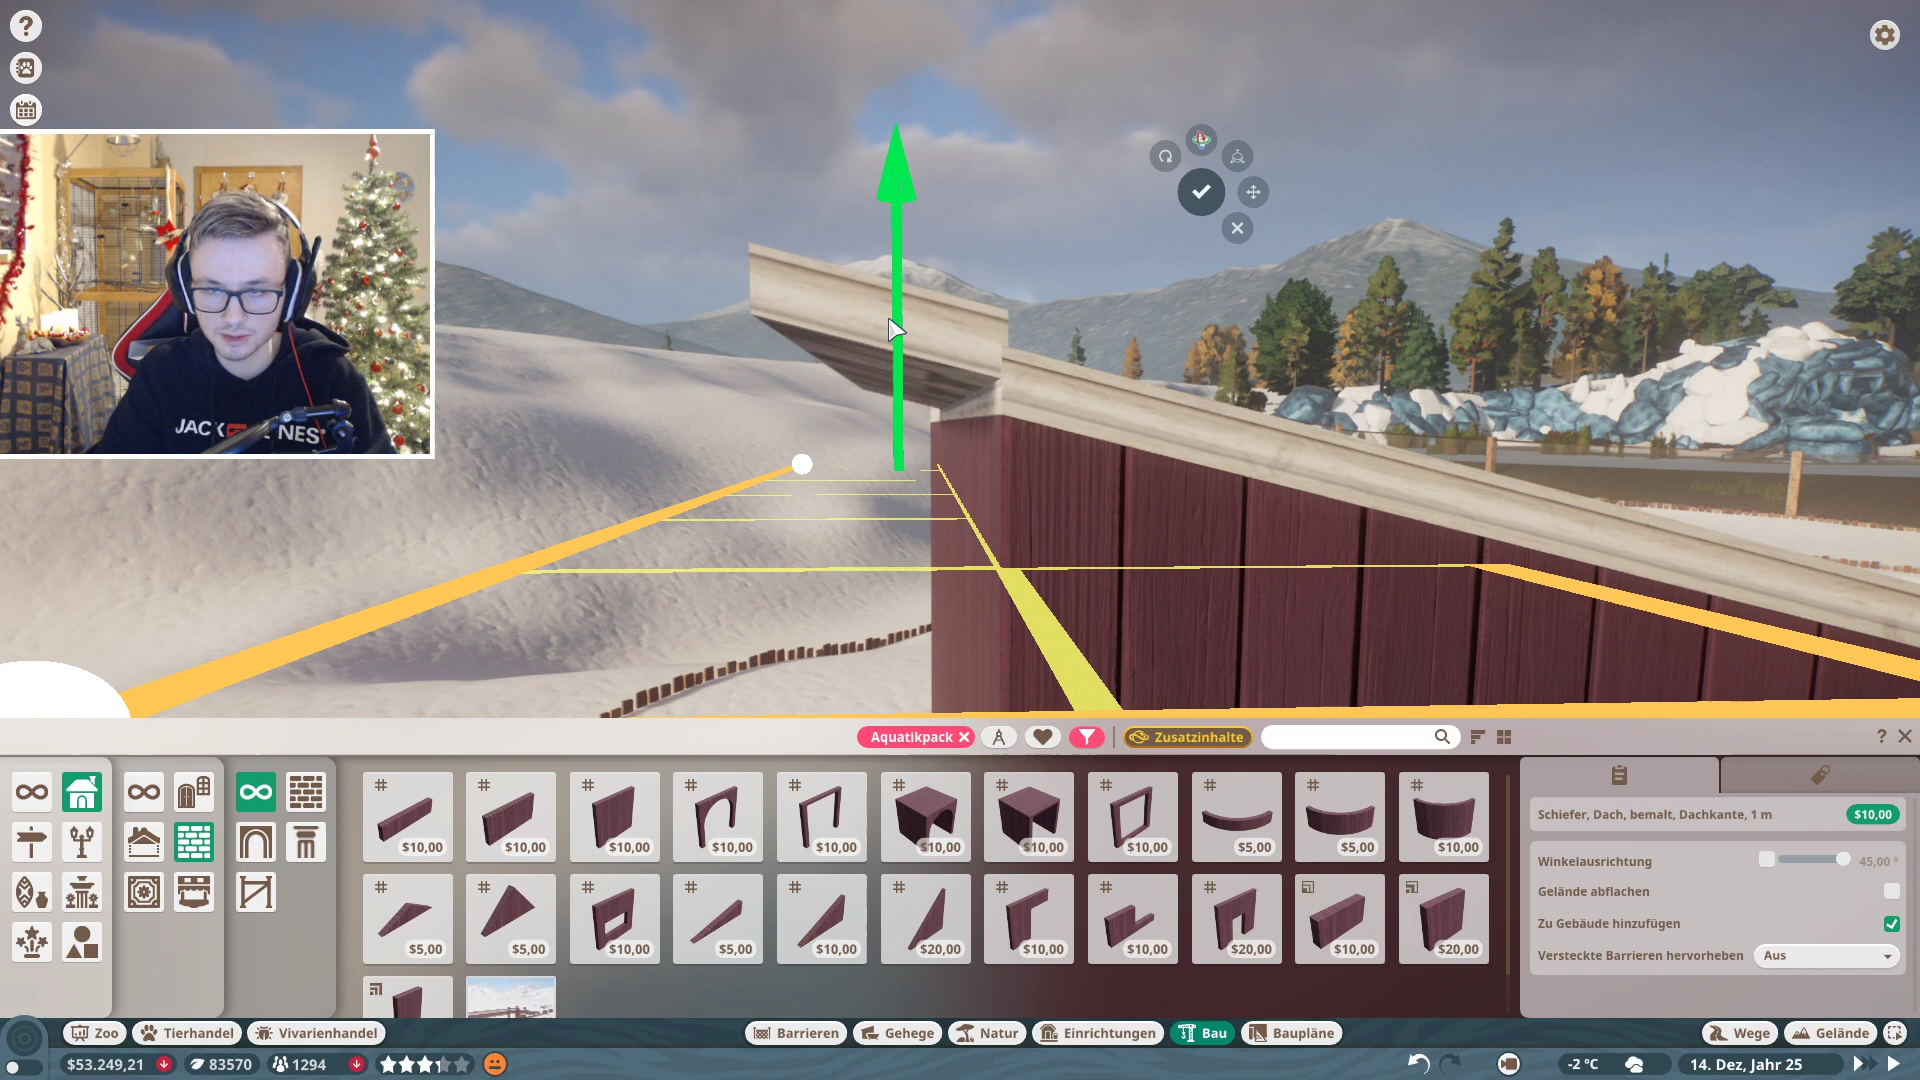 JACK JONES
Aquatikpack
Zusatzinhalte
$10,00 $10,00 $10,00 $10,00 $10,00 $10,00 $10,00 $10,00 $5,00 $5,00 $10,00
$5,00 $5,00 $10,00 $5,00 $10,00 $20,00 $10,00 $10,00 $20,00 $10,00 $20,00
Schiefer, Dach, bemalt, Dachkante, 1 m $10,00
Winkelausrichtung 45,00 °
Gelände abflachen
Zu Gebäude hinzufügen
Versteckte Barrieren hervorheben Aus
Zoo Tierhandel Vivarienhandel Barrieren Gehege Natur Einrichtungen Bau Baupläne Wege Gelände
$53.249,21 83570 1294 -2 °C 14. Dez, Jahr 25